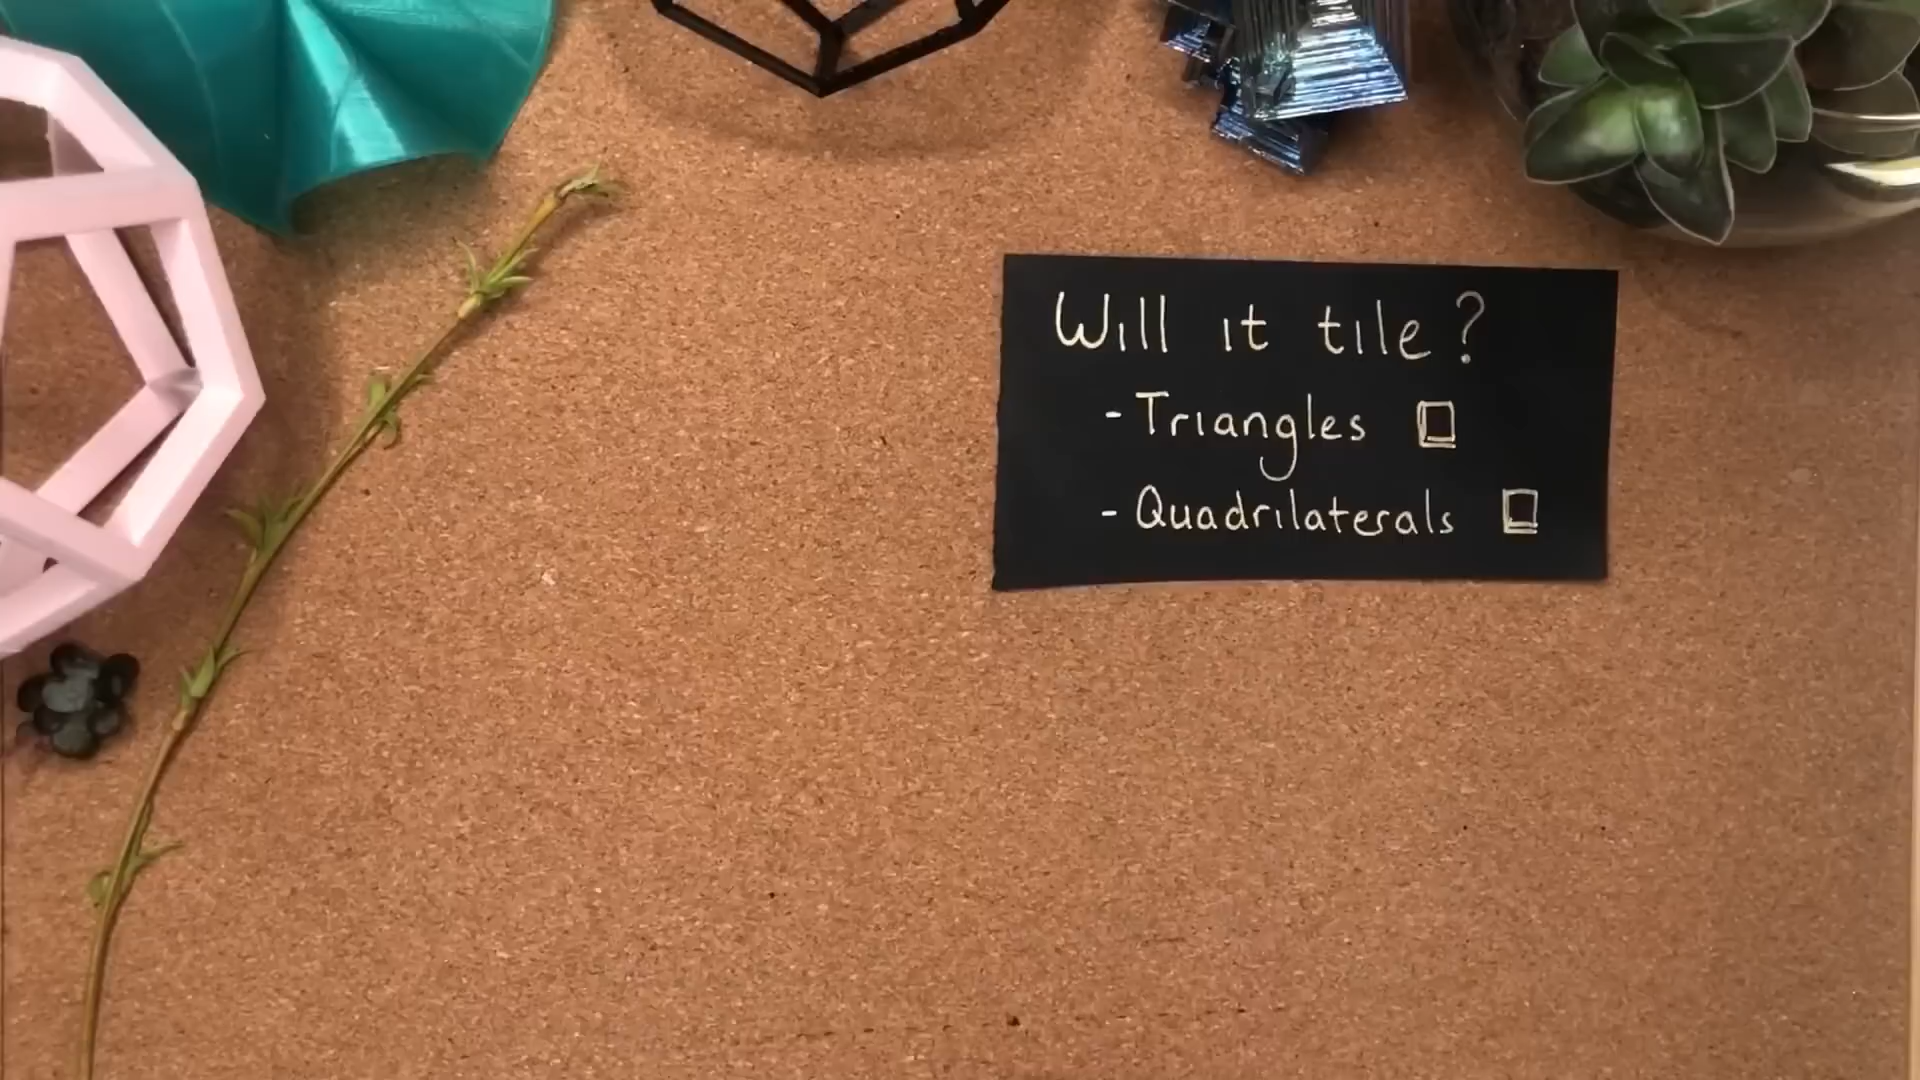 Will it tile?
- Triangles □
- Quadrilaterals □